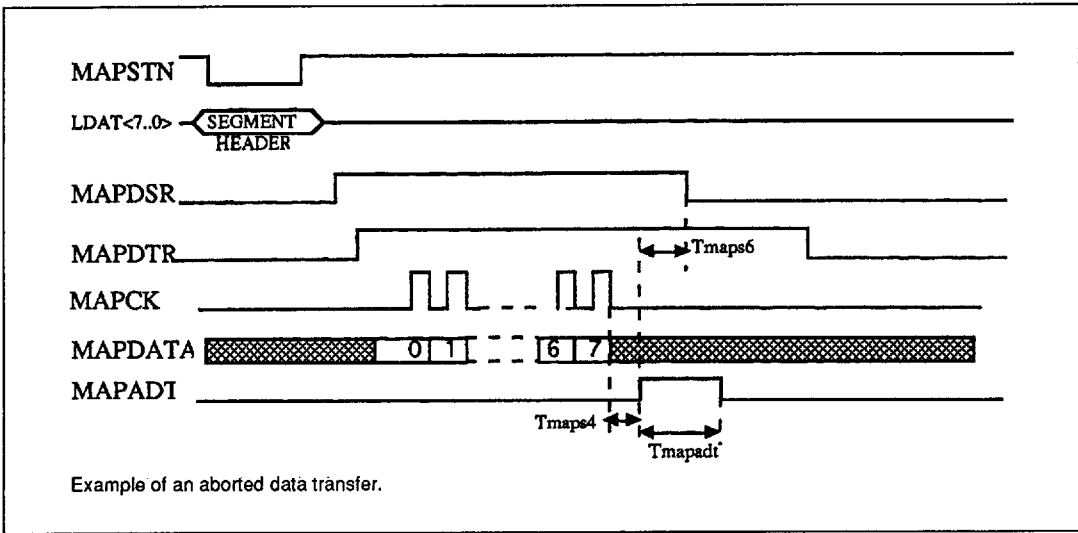 MAPSTN
LDAT<7..0> SEGMENT
HEADER
MAPDSR
MAPDTR Tmaps6
MAPCK
MAPDATA 0 1 6 7
MAPADT
Tmaps4
Tmapadt
Example of an aborted data transfer.